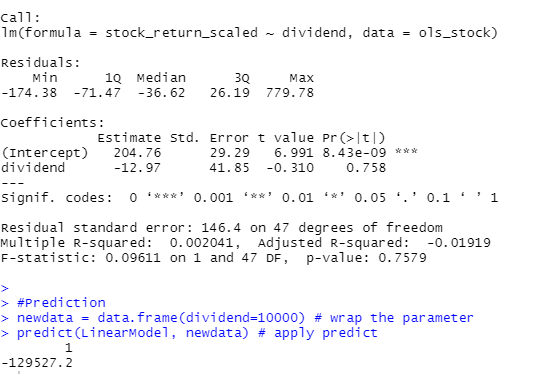 Call:
lm(formula = stock_return_scaled ~ dividend, data = ols_stock)
Residuals:
Min 1Q Median 3Q Max
-174.38 -71.47 -36.62 26.19 779.78
Coefficients:
Estimate Std. Error t value Pr(>|t|)
(Intercept) 204.76 29.29 6.991 8.43e-09 ***
dividend -12.97 41.85 -0.310 0.758
---
Signif. codes: 0 ‘***’ 0.001 ‘**’ 0.01 ‘*’ 0.05 ‘.’ 0.1 ‘ ’ 1
Residual standard error: 146.4 on 47 degrees of freedom
Multiple R-squared: 0.002041, Adjusted R-squared: -0.01919
F-statistic: 0.09611 on 1 and 47 DF, p-value: 0.7579
>
> #Prediction
> newdata = data.frame(dividend=10000) # wrap the parameter
> predict(LinearModel, newdata) # apply predict
1
-129527.2